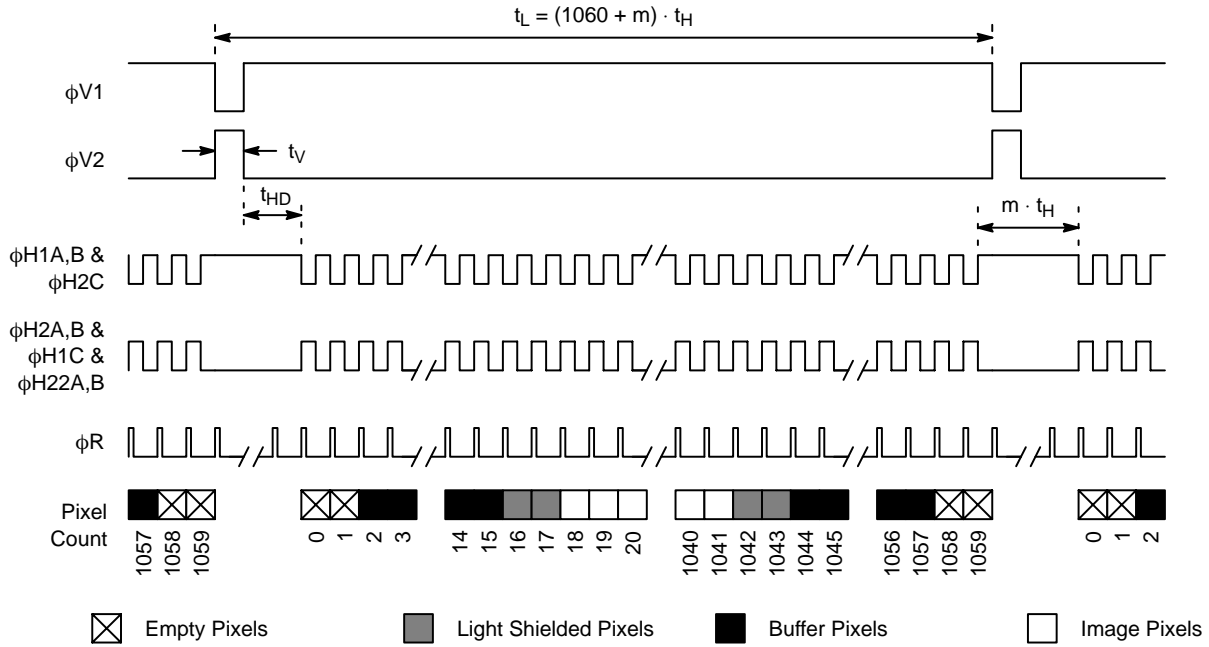 t_L = (1060 + m) · t_H
ϕV1
ϕV2
t_V
t_HD
m · t_H
ϕH1A,B &
ϕH2C
ϕH2A,B &
ϕH1C &
ϕH22A,B
ϕR
Pixel
Count
1057 1058 1059 0 1 2 3 14 15 16 17 18 19 20 1040 1041 1042 1043 1044 1045 1056 1057 1058 1059 0 1 2
Empty Pixels Light Shielded Pixels Buffer Pixels Image Pixels